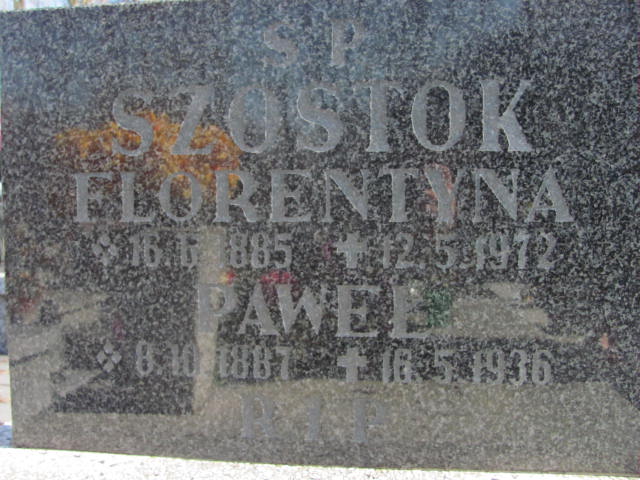 S P
SZOSTOK
FLORENTYNA
16.6.1885 ✝ 12.5.1972
PAWEŁ
8.10.1887 ✝ 16.5.1936
R I P